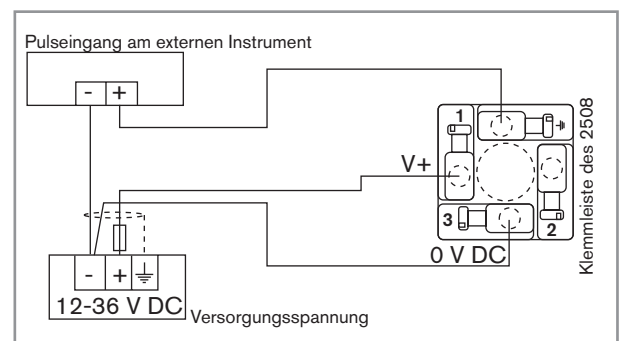 Pulseingang am externen Instrument
- +
1
V+
3
2
0 V DC
Klemmleiste des 2508
- +
12-36 V DC
Versorgungsspannung